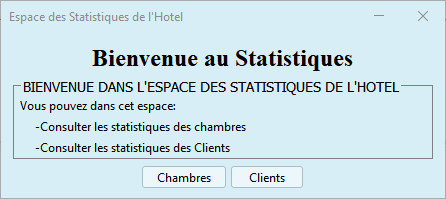 Espace des Statistiques de l'Hotel
Bienvenue au Statistiques
BIENVENUE DANS L'ESPACE DES STATISTIQUES DE L'HOTEL
Vous pouvez dans cet espace:
-Consulter les statistiques des chambres
-Consulter les statistiques des Clients
Chambres Clients